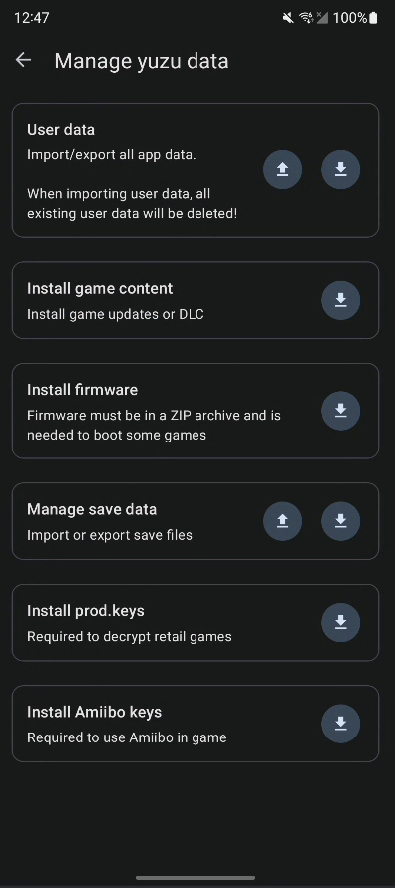 12:47
100%
Manage yuzu data
User data
Import/export all app data.
When importing user data, all
existing user data will be deleted!
Install game content
Install game updates or DLC
Install firmware
Firmware must be in a ZIP archive and is
needed to boot some games
Manage save data
Import or export save files
Install prod.keys
Required to decrypt retail games
Install Amiibo keys
Required to use Amiibo in game